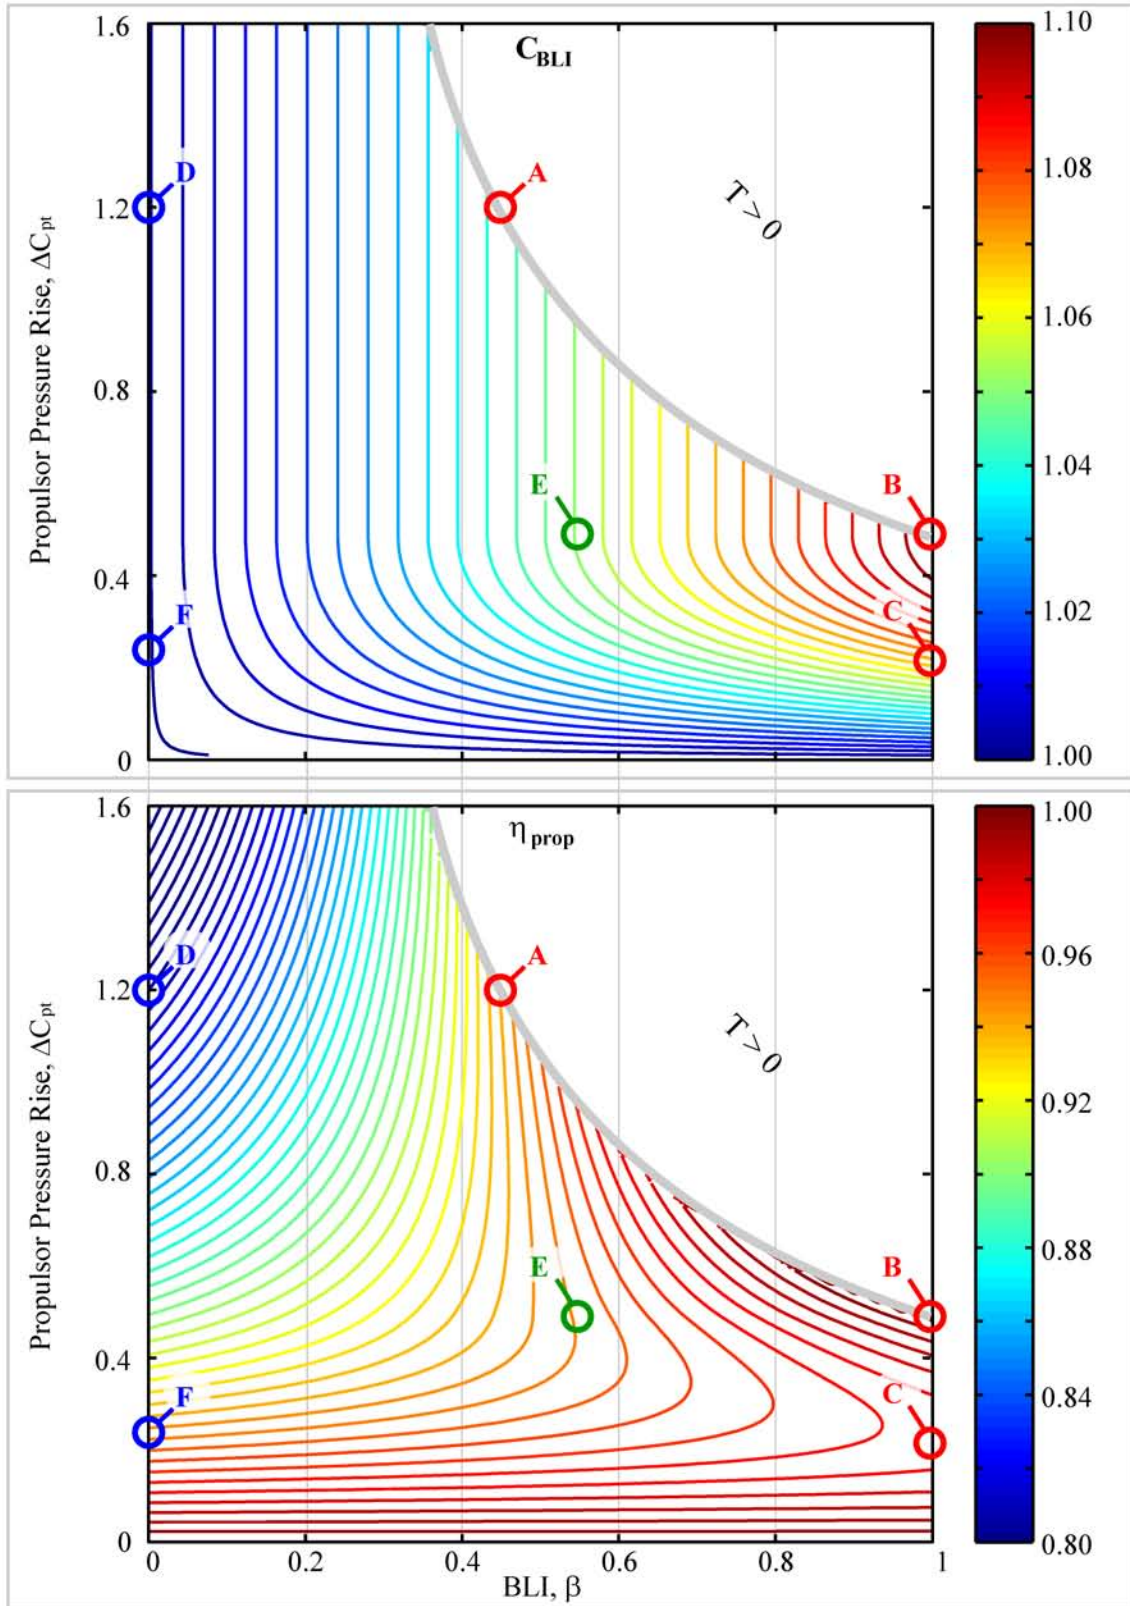 1.6
C_BLI
1.10
D
A
T > 0
1.2
1.08
Propulsor Pressure Rise, ΔC_pt
0.8
1.06
E
B
1.04
0.4
F
C
1.02
0
1.00
1.6
η_prop
1.00
D
A
T > 0
1.2
0.96
Propulsor Pressure Rise, ΔC_pt
0.8
0.92
E
B
0.88
0.4
F
C
0.84
0
0.80
0 0.2 0.4 0.6 0.8 1
BLI, β